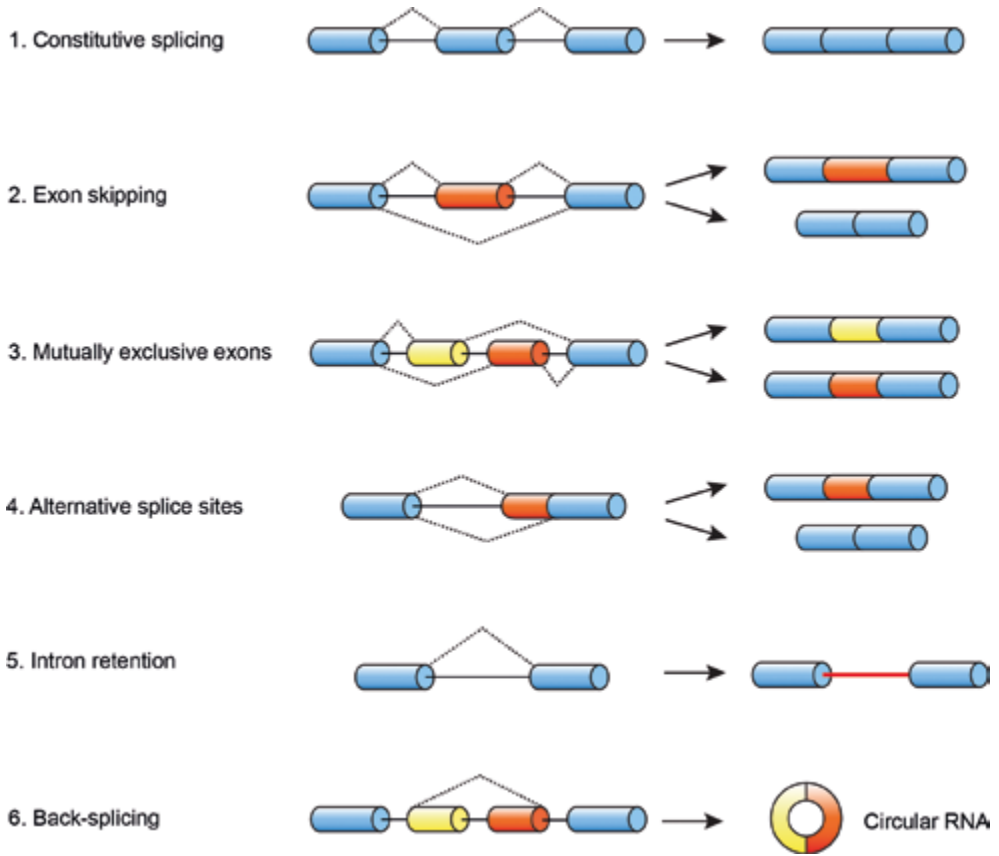 1. Constitutive splicing
2. Exon skipping
3. Mutually exclusive exons
4. Alternative splice sites
5. Intron retention
6. Back-splicing
Circular RNA